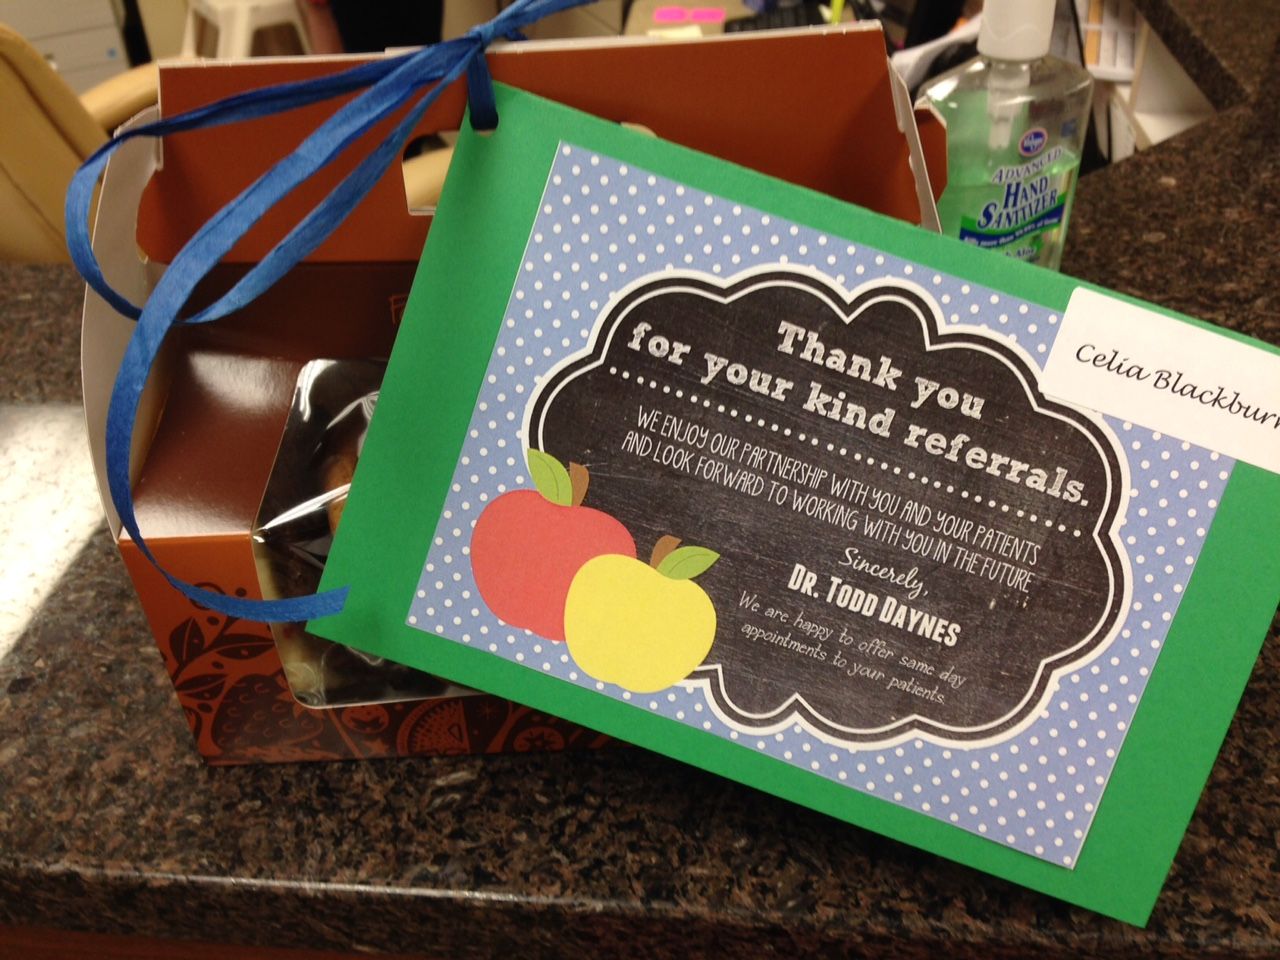 Thank you
for your kind referrals.
WE ENJOY OUR PARTNERSHIP WITH YOU AND YOUR PATIENTS
AND LOOK FORWARD TO WORKING WITH YOU IN THE FUTURE
Sincerely,
DR. TODD DAYNES
We are happy to offer same day
appointments to your patients.
Celia Blackburn
Kroger
ADVANCED
HAND
SANITIZER